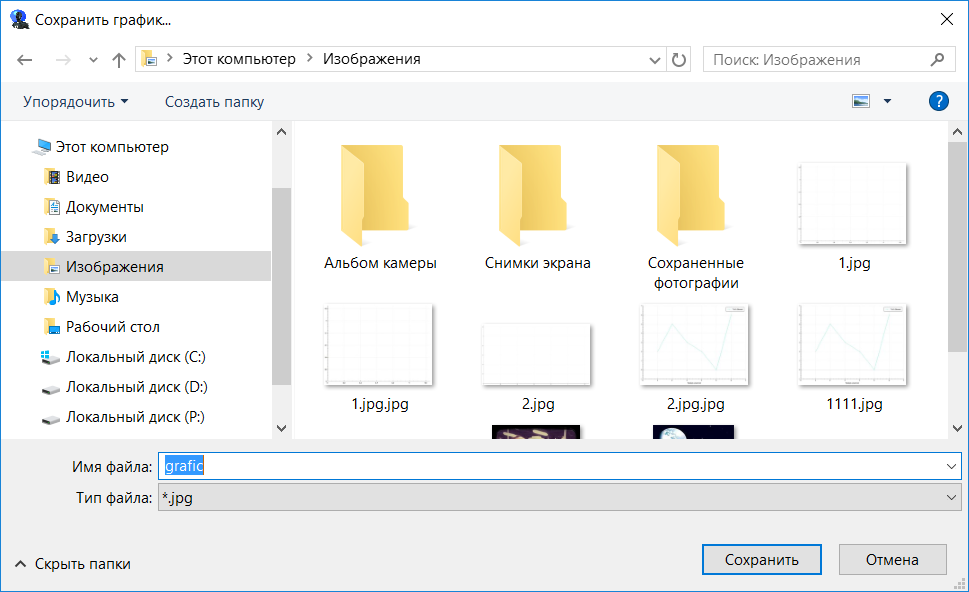 Сохранить график...
Этот компьютер
Изображения
Поиск: Изображения
Упорядочить
Создать папку
?
Этот компьютер
Видео
Документы
Загрузки
Изображения
Музыка
Рабочий стол
Локальный диск (C:)
Локальный диск (D:)
Локальный диск (P:)
Альбом камеры
Снимки экрана
Сохраненные
фотографии
1.jpg
1.jpg.jpg
2.jpg
2.jpg.jpg
1111.jpg
Имя файла: grafic
Тип файла: *.jpg
Скрыть папки
Сохранить
Отмена